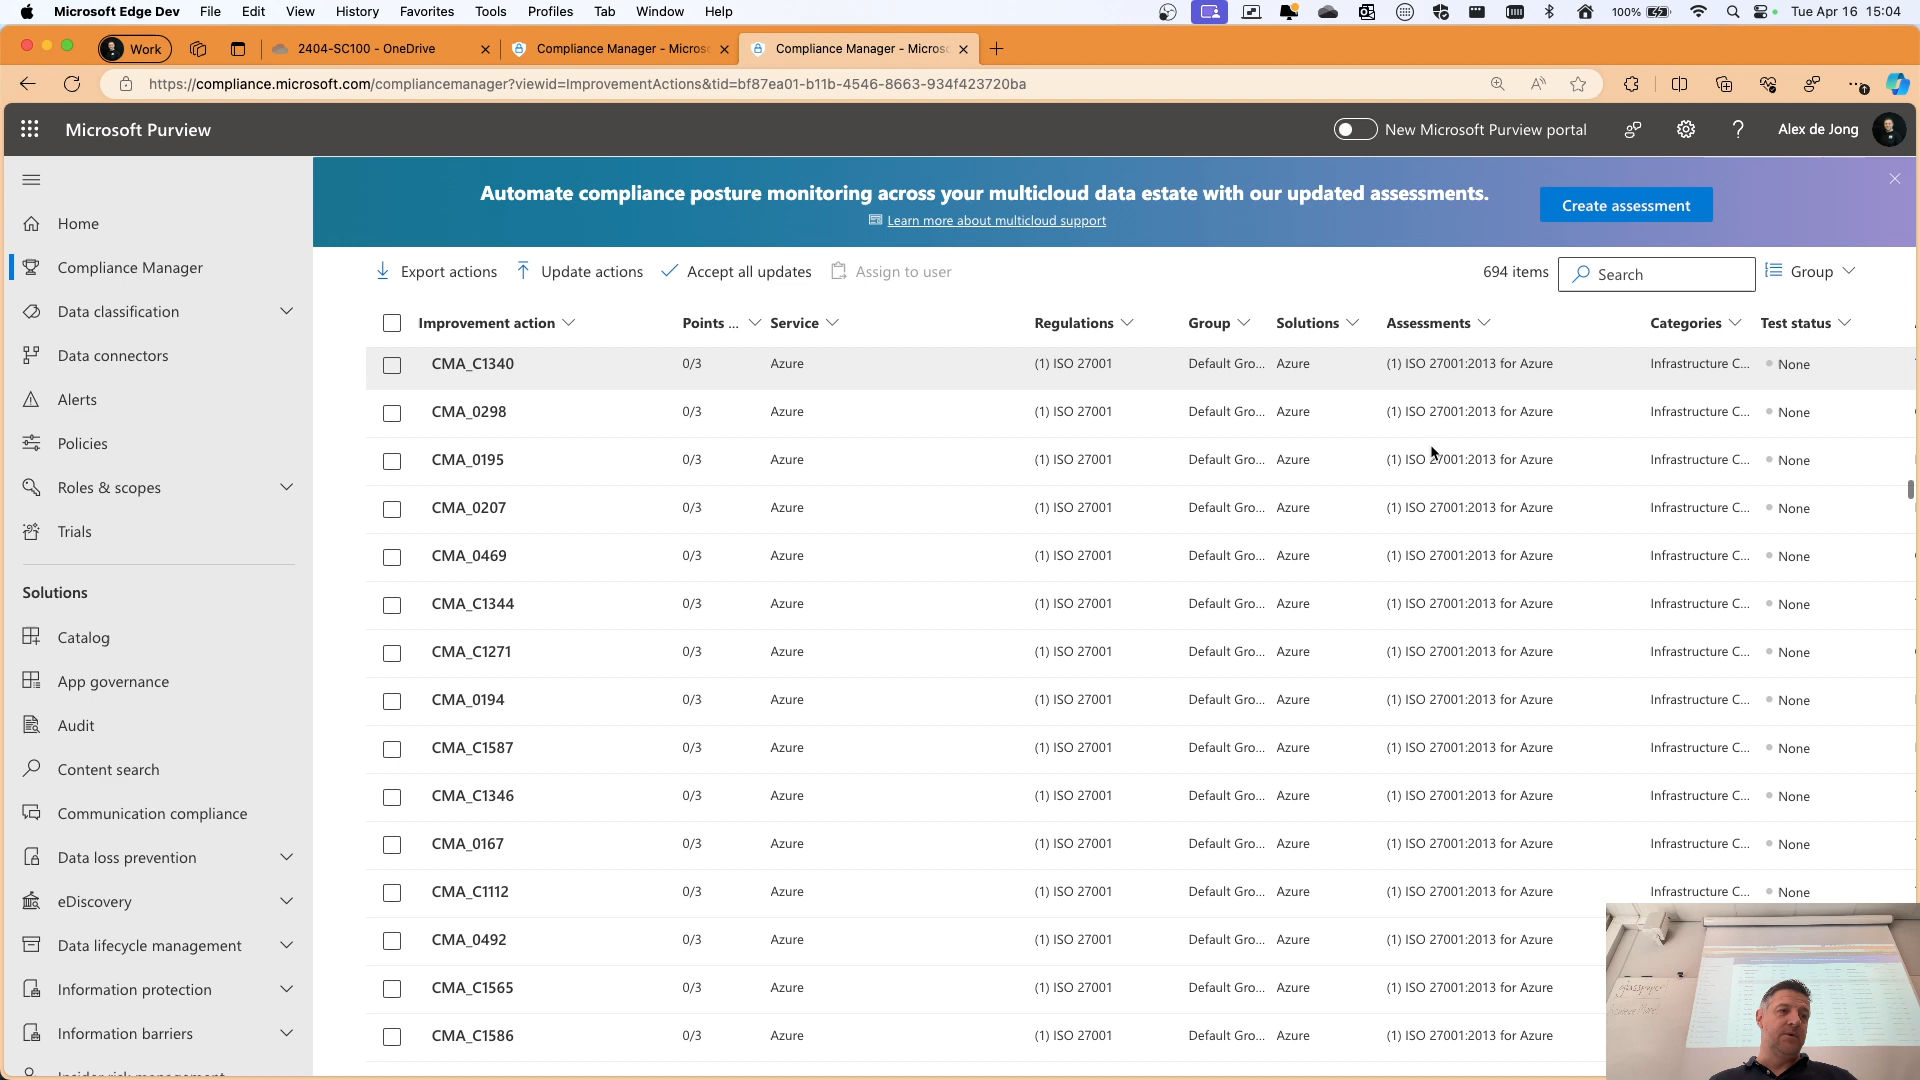 Microsoft Edge Dev File Edit View History Favorites Tools Profiles Tab Window Help 100% Tue Apr 16 15:04
Work 2404-SC100 - OneDrive Compliance Manager - Micros Compliance Manager - Micros
https://compliance.microsoft.com/compliancemanager?viewid=ImprovementActions&tid=bf87ea01-b11b-4546-8663-934f423720ba
Microsoft Purview New Microsoft Purview portal ? Alex de Jong
Automate compliance posture monitoring across your multicloud data estate with our updated assessments.
Learn more about multicloud support
Create assessment
Home
Compliance Manager
Data classification
Data connectors
Alerts
Policies
Roles & scopes
Trials
Solutions
Catalog
App governance
Audit
Content search
Communication compliance
Data loss prevention
eDiscovery
Data lifecycle management
Information protection
Information barriers
Insider risk management
Export actions Update actions Accept all updates Assign to user 694 items Search Group
Improvement action Points ... Service Regulations Group Solutions Assessments Categories Test status
CMA_C1340 0/3 Azure (1) ISO 27001 Default Gro... Azure (1) ISO 27001:2013 for Azure Infrastructure C... None
CMA_0298 0/3 Azure (1) ISO 27001 Default Gro... Azure (1) ISO 27001:2013 for Azure Infrastructure C... None
CMA_0195 0/3 Azure (1) ISO 27001 Default Gro... Azure (1) ISO 27001:2013 for Azure Infrastructure C... None
CMA_0207 0/3 Azure (1) ISO 27001 Default Gro... Azure (1) ISO 27001:2013 for Azure Infrastructure C... None
CMA_0469 0/3 Azure (1) ISO 27001 Default Gro... Azure (1) ISO 27001:2013 for Azure Infrastructure C... None
CMA_C1344 0/3 Azure (1) ISO 27001 Default Gro... Azure (1) ISO 27001:2013 for Azure Infrastructure C... None
CMA_C1271 0/3 Azure (1) ISO 27001 Default Gro... Azure (1) ISO 27001:2013 for Azure Infrastructure C... None
CMA_0194 0/3 Azure (1) ISO 27001 Default Gro... Azure (1) ISO 27001:2013 for Azure Infrastructure C... None
CMA_C1587 0/3 Azure (1) ISO 27001 Default Gro... Azure (1) ISO 27001:2013 for Azure Infrastructure C... None
CMA_C1346 0/3 Azure (1) ISO 27001 Default Gro... Azure (1) ISO 27001:2013 for Azure Infrastructure C... None
CMA_0167 0/3 Azure (1) ISO 27001 Default Gro... Azure (1) ISO 27001:2013 for Azure Infrastructure C... None
CMA_C1112 0/3 Azure (1) ISO 27001 Default Gro... Azure (1) ISO 27001:2013 for Azure Infrastructure C... None
CMA_0492 0/3 Azure (1) ISO 27001 Default Gro... Azure (1) ISO 27001:2013 for Azure
CMA_C1565 0/3 Azure (1) ISO 27001 Default Gro... Azure (1) ISO 27001:2013 for Azure
CMA_C1586 0/3 Azure (1) ISO 27001 Default Gro... Azure (1) ISO 27001:2013 for Azure